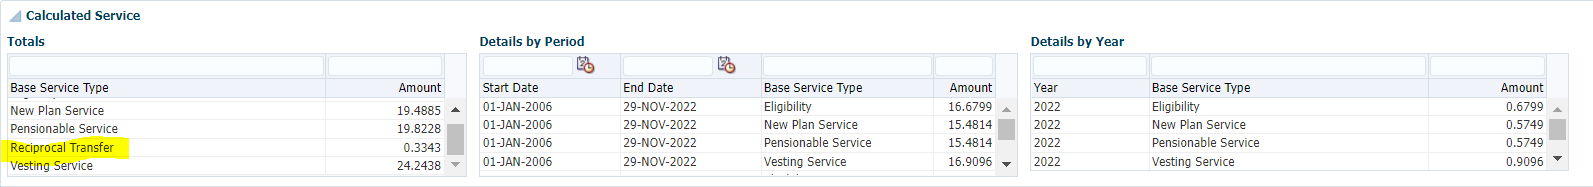 Calculated Service
Totals
Base Service Type Amount
New Plan Service 19.4885
Pensionable Service 19.8228
Reciprocal Transfer 0.3343
Vesting Service 24.2438
Details by Period
Start Date End Date Base Service Type Amount
01-JAN-2006 29-NOV-2022 Eligibility 16.6799
01-JAN-2006 29-NOV-2022 New Plan Service 15.4814
01-JAN-2006 29-NOV-2022 Pensionable Service 15.4814
01-JAN-2006 29-NOV-2022 Vesting Service 16.9096
Details by Year
Year Base Service Type Amount
2022 Eligibility 0.6799
2022 New Plan Service 0.5749
2022 Pensionable Service 0.5749
2022 Vesting Service 0.9096